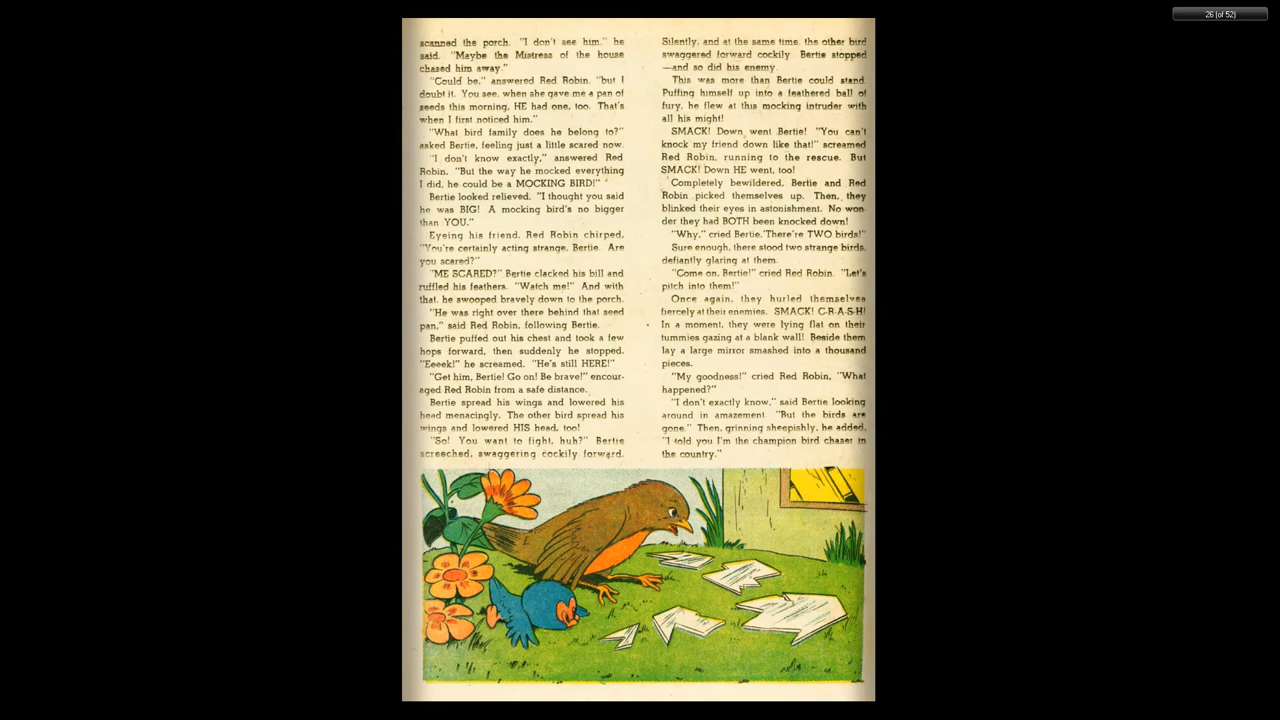 26 (of 52)
scanned the porch. "I don't see him," he
said. "Maybe the Mistress of the house
chased him away."
"Could be," answered Red Robin, "but I
doubt it. You see, when she gave me a pan of
seeds this morning, HE had one, too. That's
when I first noticed him."
"What bird family does he belong to?"
asked Bertie, feeling just a little scared now.
"I don't know exactly," answered Red
Robin. "But the way he mocked everything
I did, he could be a MOCKING BIRD!"
Bertie looked relieved. "I thought you said
he was BIG! A mocking bird's no bigger
than YOU."
Eyeing his friend, Red Robin chirped,
"You're certainly acting strange, Bertie. Are
you scared?"
"ME SCARED?" Bertie clacked his bill and
ruffled his feathers. "Watch me!" And with
that, he swooped bravely down to the porch.
"He was right over there behind that seed
pan," said Red Robin, following Bertie.
Bertie puffed out his chest and took a few
hops forward, then suddenly he stopped.
"Eeeek!" he screamed. "He's still HERE!"
"Get him, Bertie! Go on! Be brave!" encour-
aged Red Robin from a safe distance.
Bertie spread his wings and lowered his
head menacingly. The other bird spread his
wings and lowered HIS head, too!
"So! You want to fight, huh?" Bertie
screeched, swaggering cockily forward.
Silently, and at the same time, the other bird
swaggered forward cockily. Bertie stopped
—and so did his enemy.
This was more than Bertie could stand.
Puffing himself up into a feathered ball of
fury, he flew at this mocking intruder with
all his might!
SMACK! Down went Bertie! "You can't
knock my friend down like that!" screamed
Red Robin, running to the rescue. But
SMACK! Down HE went, too!
Completely bewildered, Bertie and Red
Robin picked themselves up. Then, they
blinked their eyes in astonishment. No won-
der they had BOTH been knocked down!
"Why," cried Bertie, "There're TWO birds!"
Sure enough, there stood two strange birds,
defiantly glaring at them.
"Come on, Bertie!" cried Red Robin. "Let's
pitch into them!"
Once again, they hurled themselves
fiercely at their enemies. SMACK! C-R-A-S-H!
In a moment, they were lying flat on their
tummies gazing at a blank wall! Beside them
lay a large mirror smashed into a thousand
pieces.
"My goodness!" cried Red Robin, "What
happened?"
"I don't exactly know," said Bertie looking
around in amazement. "But the birds are
gone." Then, grinning sheepishly, he added,
"I told you I'm the champion bird chaser in
the country."